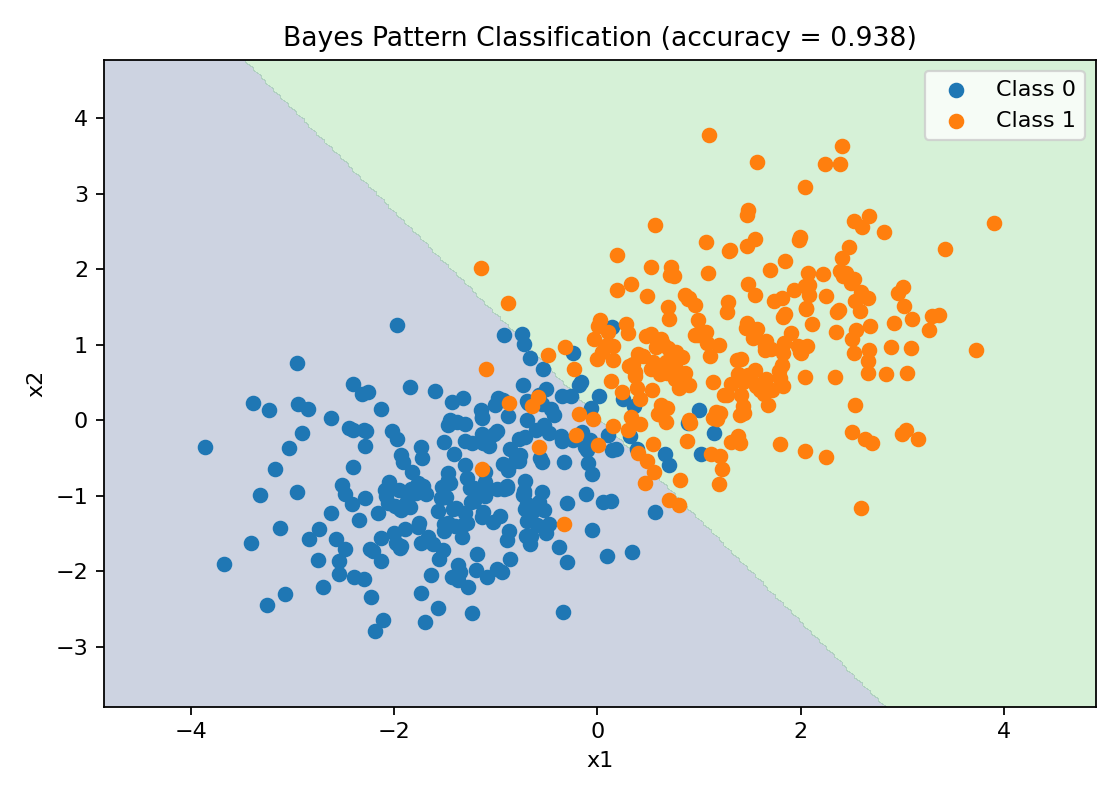 Bayes Pattern Classification (accuracy = 0.938)
Class 0
Class 1
4
3
2
1
0
−1
−2
−3
x2
−4
−2
0
2
4
x1